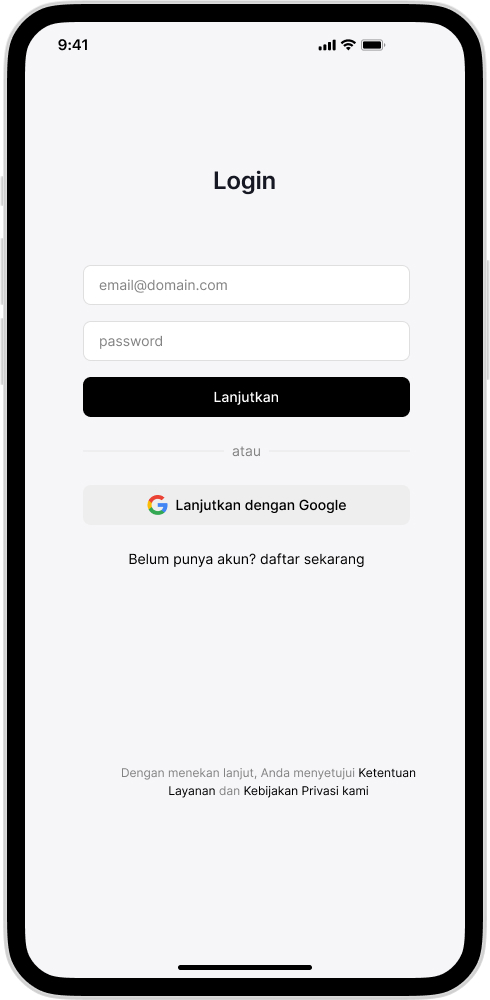 9:41
Login
email@domain.com
password
Lanjutkan
atau
Lanjutkan dengan Google
Belum punya akun? daftar sekarang
Dengan menekan lanjut, Anda menyetujui Ketentuan
Layanan dan Kebijakan Privasi kami